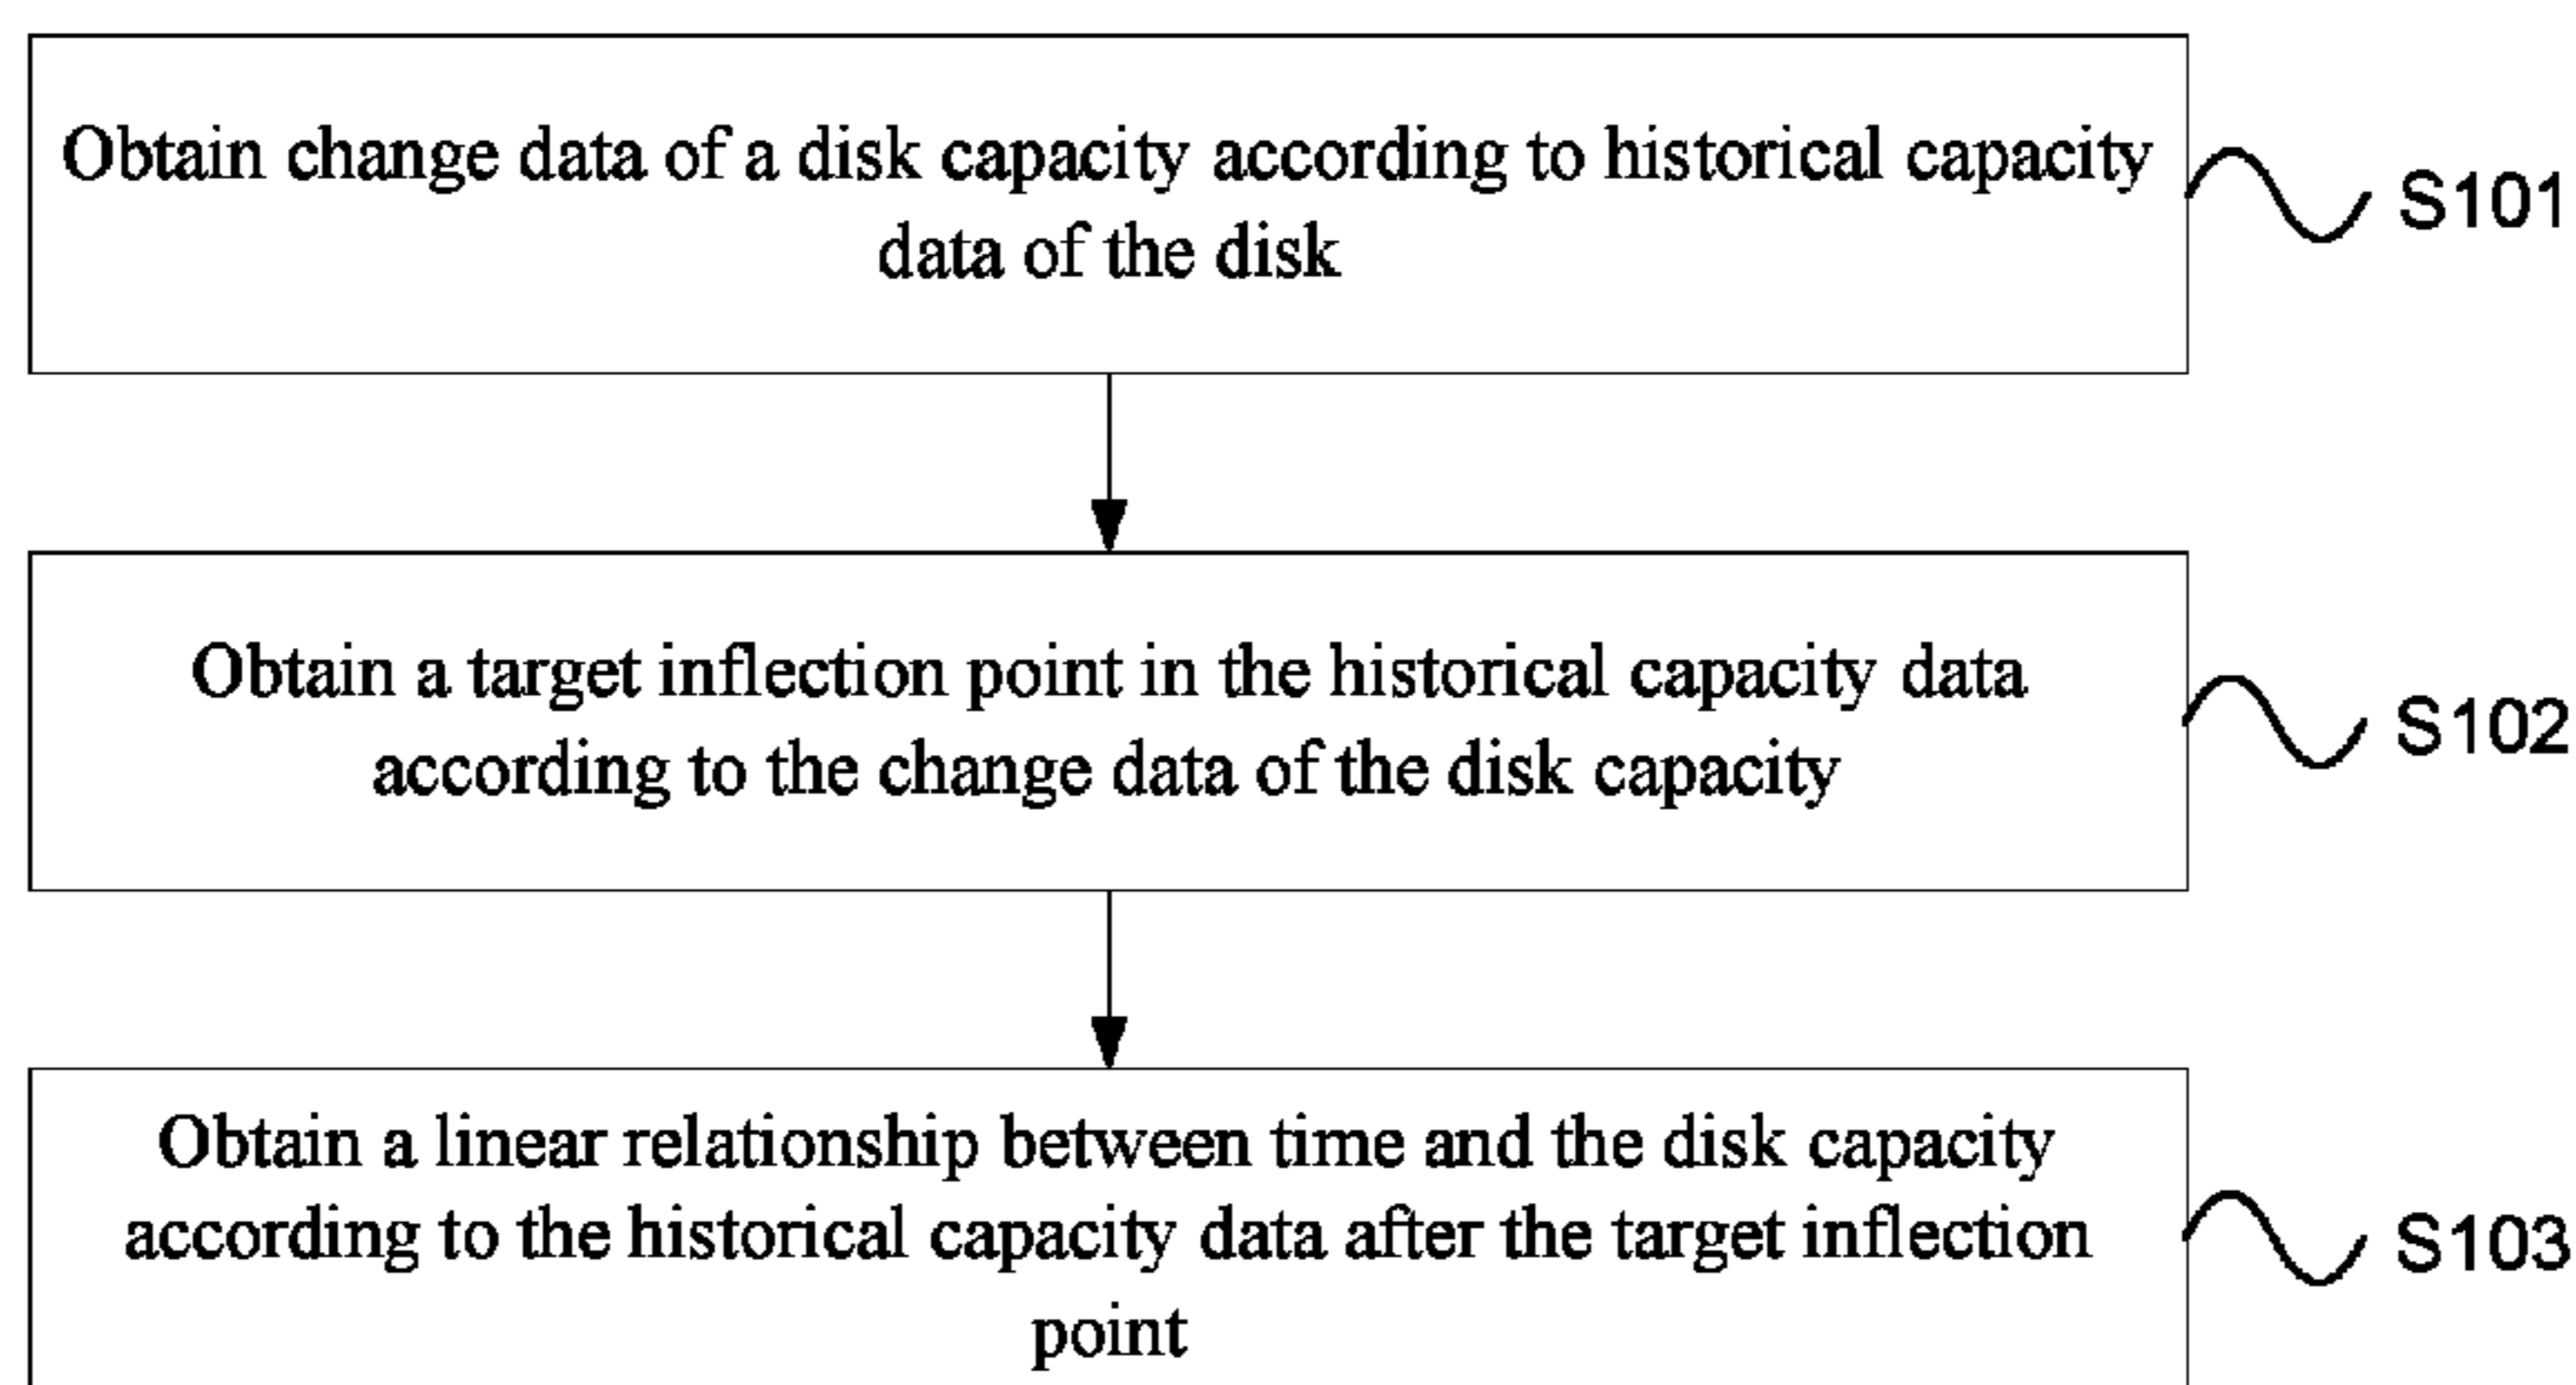 Obtain change data of a disk capacity according to historical capacity
data of the disk
S101
Obtain a target inflection point in the historical capacity data
according to the change data of the disk capacity
S102
Obtain a linear relationship between time and the disk capacity
according to the historical capacity data after the target inflection
point
S103